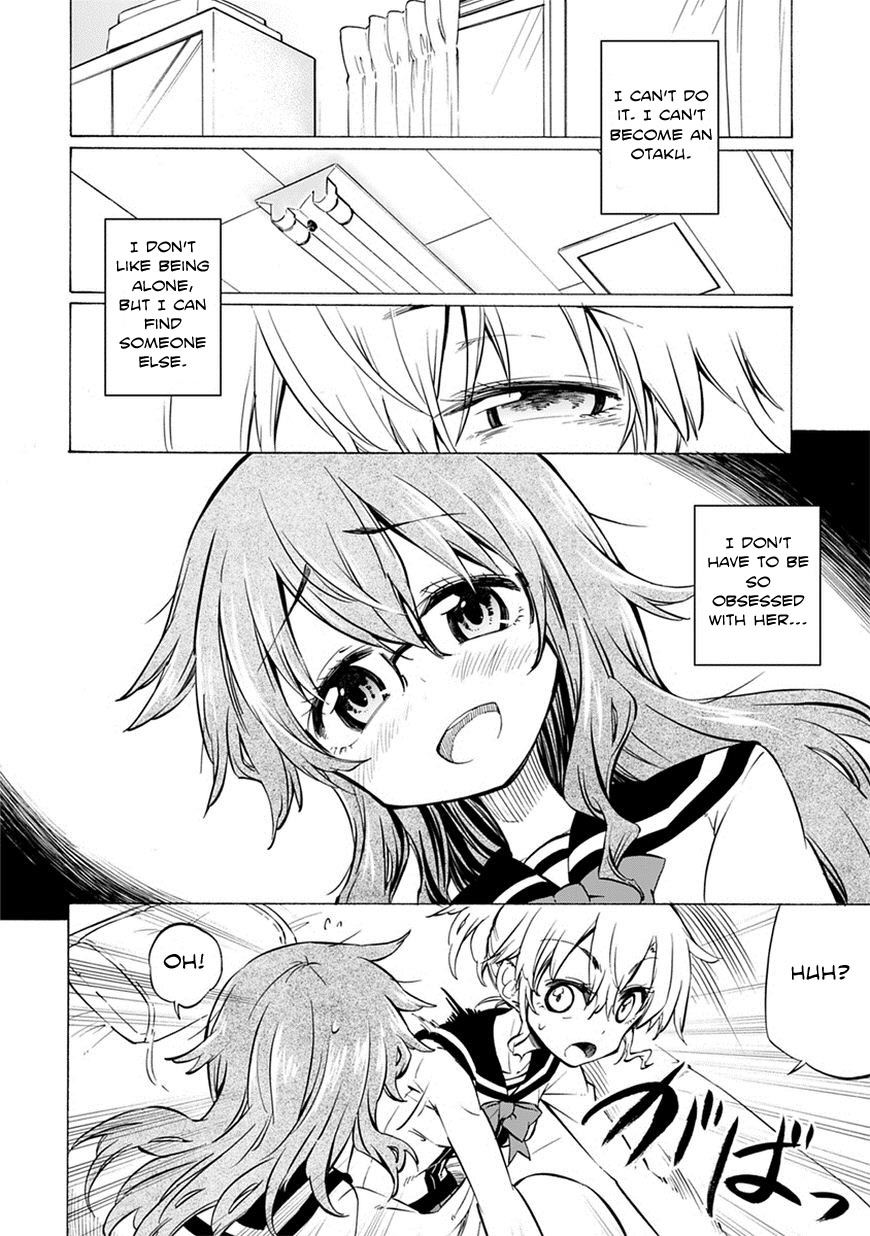 I CAN'T DO
IT. I CAN'T
BECOME AN
OTAKU.
I DON'T
LIKE BEING
ALONE,
BUT I CAN
FIND
SOMEONE
ELSE.
I DON'T
HAVE TO BE
SO
OBSESSED
WITH HER...
HUH?
OH!
がばっ